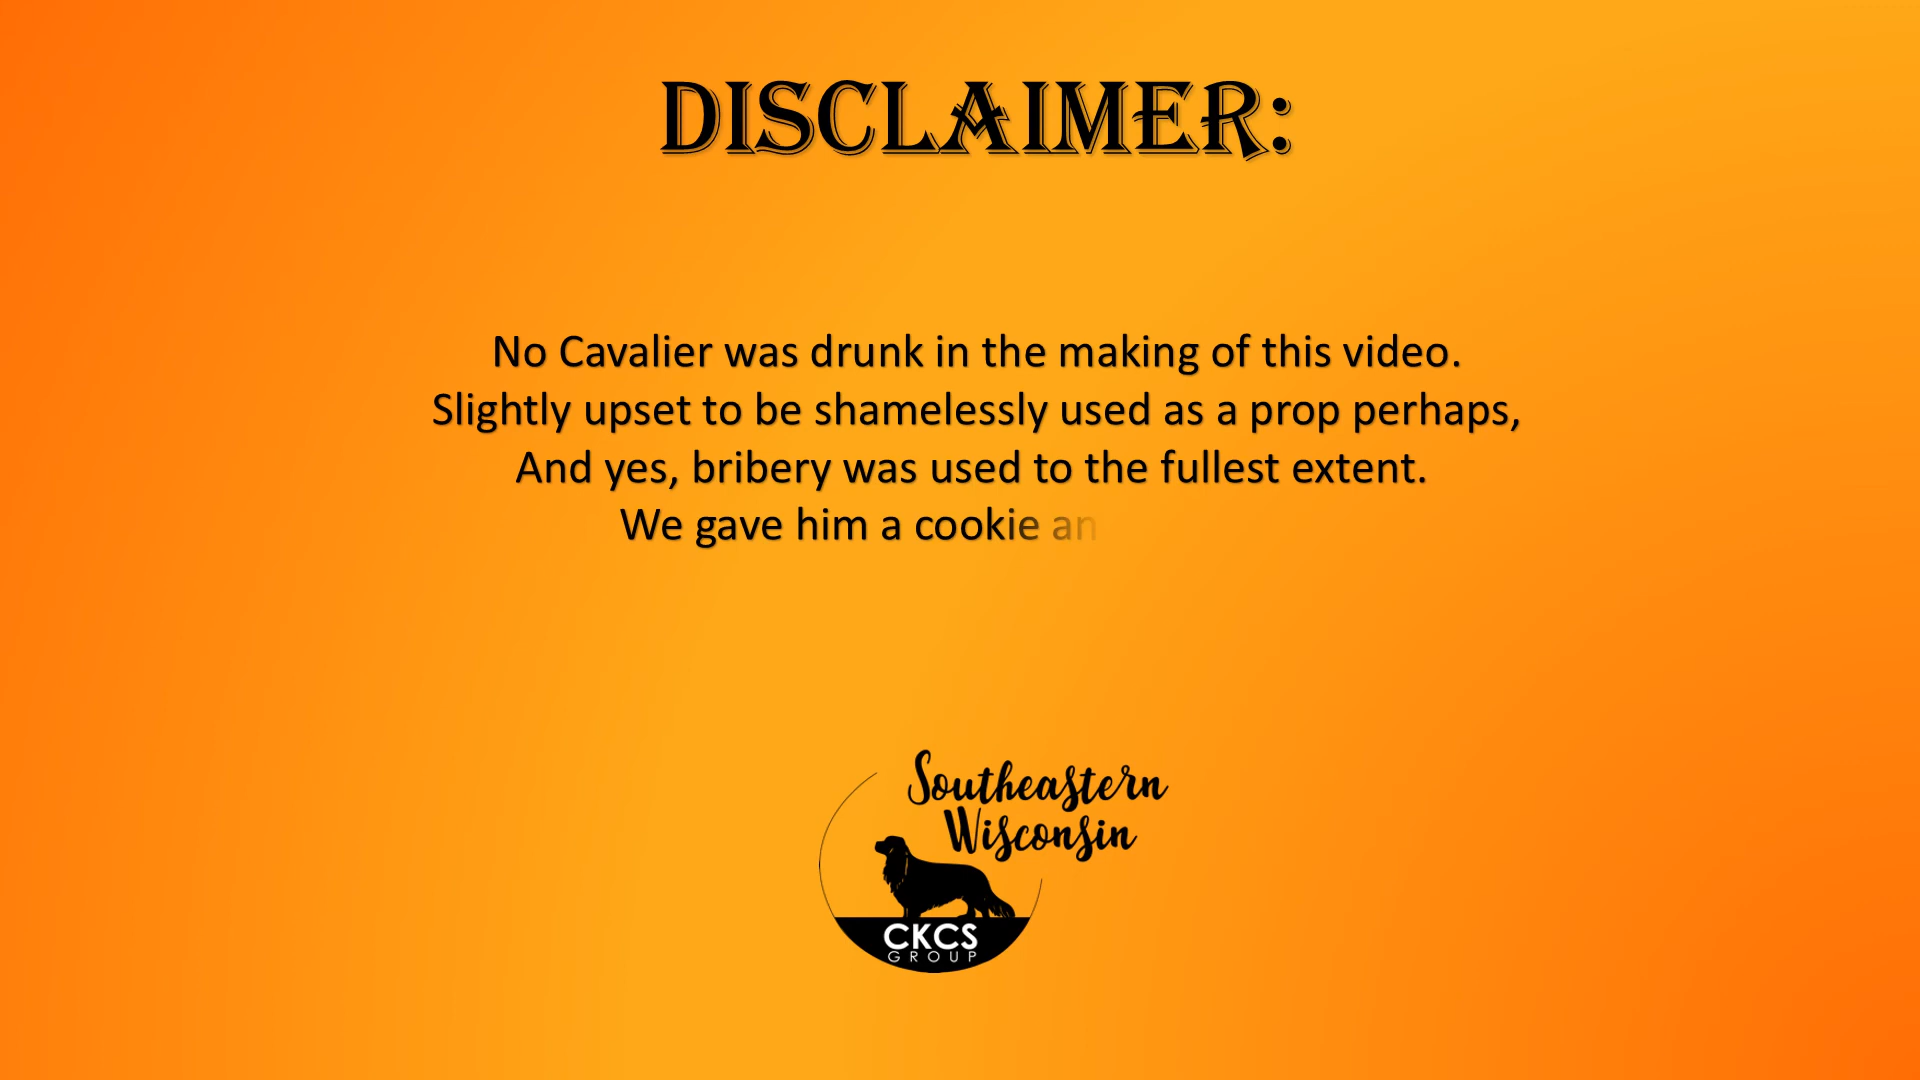 DISCLAIMER:
No Cavalier was drunk in the making of this video.
Slightly upset to be shamelessly used as a prop perhaps,
And yes, bribery was used to the fullest extent.
We gave him a cookie an
Southeastern
Wisconsin
CKCS
GROUP